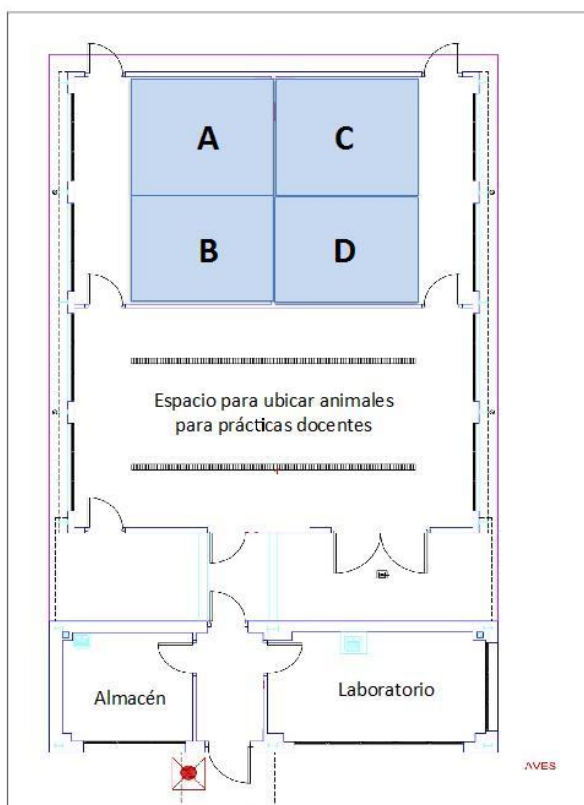 A
C
B
D
Espacio para ubicar animales
para prácticas docentes
Almacén
Laboratorio
AVES